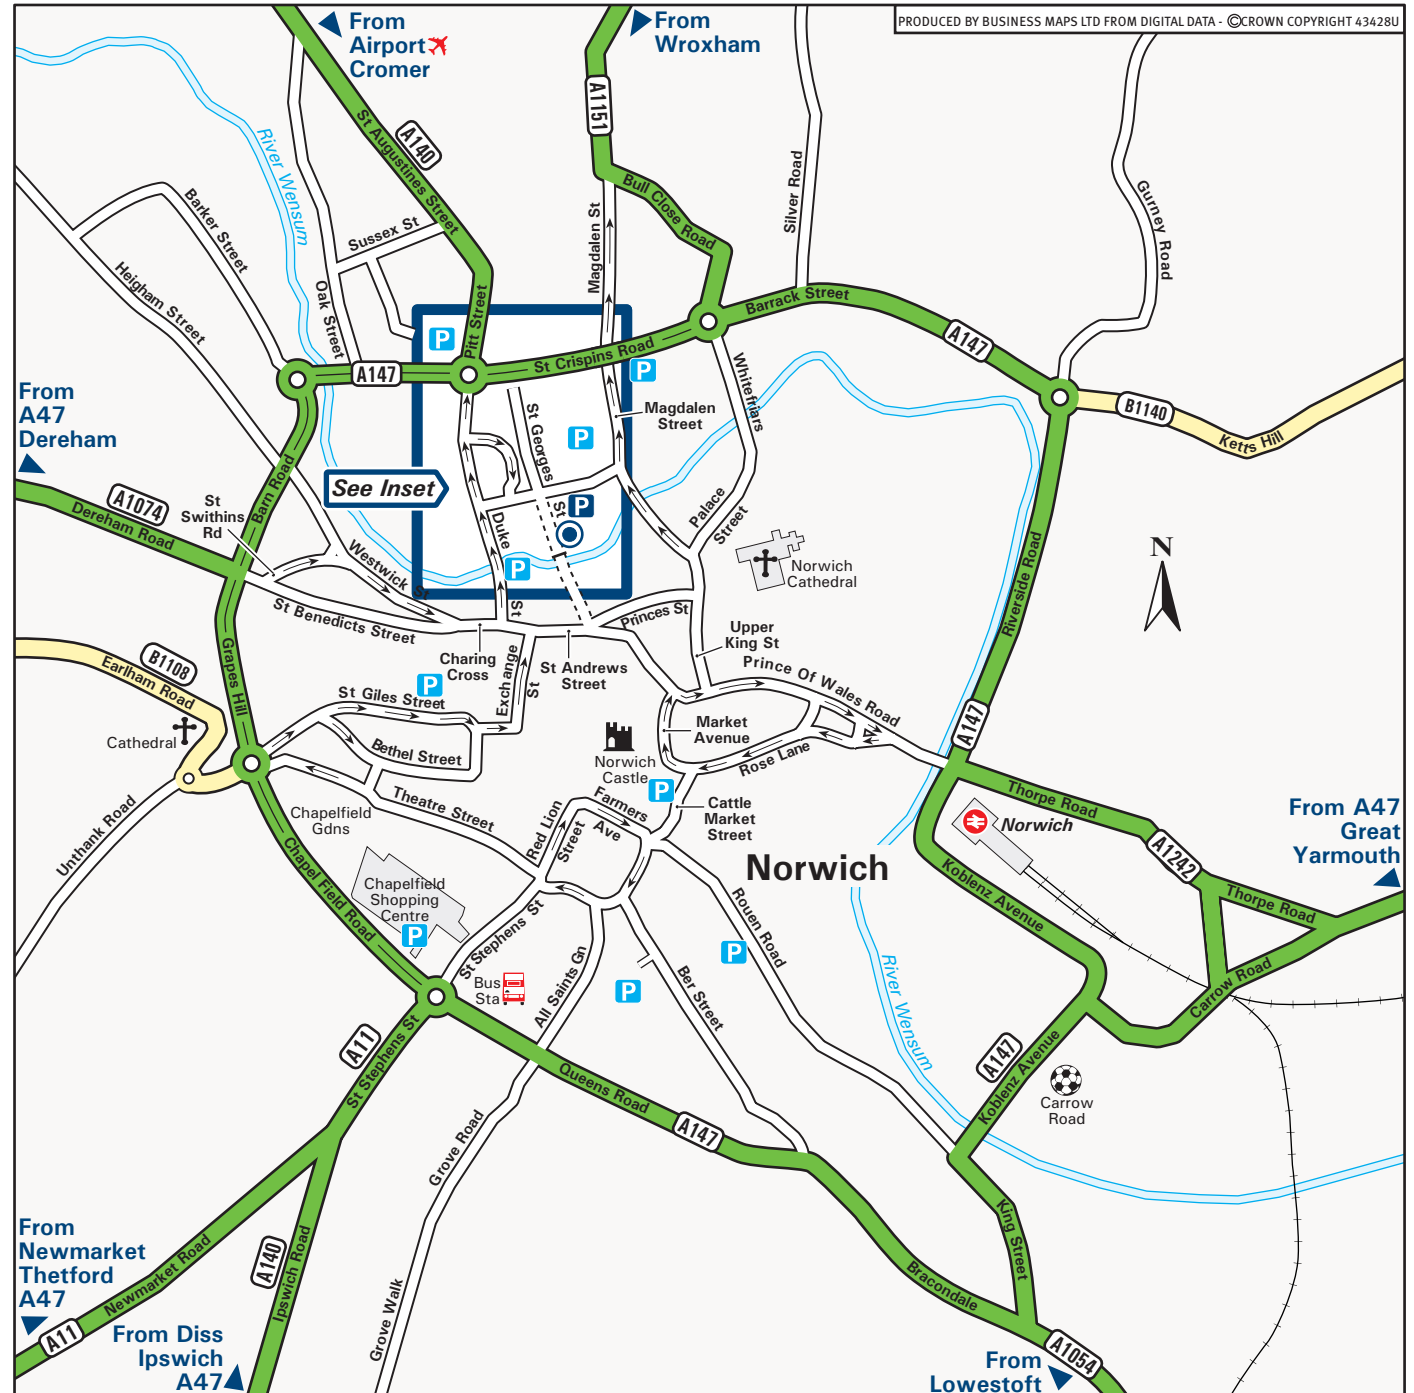 PRODUCED BY BUSINESS MAPS LTD FROM DIGITAL DATA - ©CROWN COPYRIGHT 43428U
From
Airport
Cromer
From
Wroxham
A140
St Augustines Street
A1151
Bull Close Road
Magdalen St
Silver Road
Gurney Road
River Wensum
Barker Street
Heigham Street
Oak Street
Sussex St
Pitt Street
P
St Crispins Road
Barrack Street
A147
A147
P
Whitefriars
B1140
Ketts Hill
From
A47
Dereham
Magdalen
Street
St Georges
St
P
See Inset
P
A1074
Dereham Road
St
Swithins
Rd
Barn Road
Duke
St
P
Palace
Street
Norwich
Cathedral
N
Riverside Road
Westwick St
St Benedicts Street
Princes St
Upper
King St
Charing
Cross
St Andrews
Street
Exchange
St
Prince Of Wales Road
B1108
Earlham Road
Grapes Hill
P
St Giles Street
Bethel Street
Cathedral
Market
Avenue
Norwich
Castle
P
Rose Lane
A147
Cattle
Market
Street
Farmers
Ave
Red Lion
Street
Theatre Street
Chapelfield
Gdns
Unthank Road
Norwich
Norwich
Thorpe Road
A1242
Thorpe Road
From A47
Great
Yarmouth
Koblenz Avenue
Chapel Field Road
Chapelfield
Shopping
Centre
P
St Stephens St
Bus
Sta
All Saints Gn
P
Ber Street
Rouen Road
P
River Wensum
Carrow Road
A147
Koblenz Avenue
Carrow
Road
A11
St Stephens St
Queens Road
A147
Grove Road
Grove Walk
King Street
Bracondale
From
Newmarket
Thetford
A47
Newmarket Road
A11
A140
Ipswich Road
From Diss
Ipswich
A47
A1054
From
Lowestoft